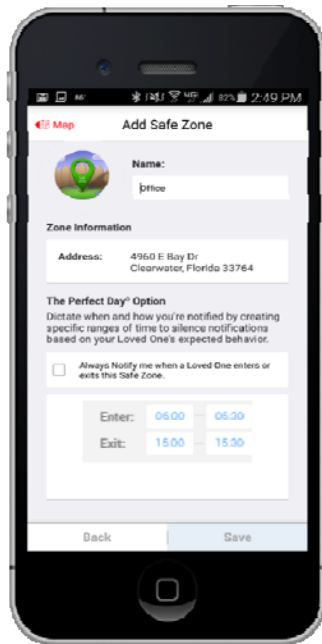 66° 82% 2:49 PM
Map Add Safe Zone
Name:
Office
Zone Information
Address: 4960 E Bay Dr
Clearwater, Florida 33764
The Perfect Day® Option
Dictate when and how you're notified by creating
specific ranges of time to silence notifications
based on your Loved One's expected behavior.
Always Notify me when a Loved One enters or
exits this Safe Zone.
Enter: 06:00 — 06:30
Exit: 15:00 — 15:30
Back Save